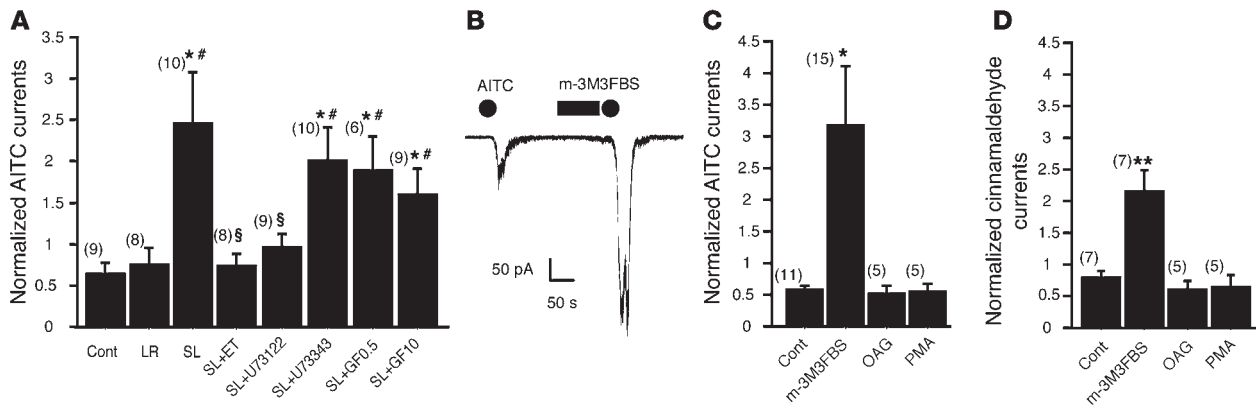 A
Normalized AITC currents
3.5
3
2.5
2
1.5
1
0.5
0
(9)
(8)
(10) * #
(8) §
(9) §
(10) * #
(6) * #
(9) * #
Cont
LR
SL
SL+ET
SL+U73122
SL+U73343
SL+GF0.5
SL+GF10
B
AITC
m-3M3FBS
50 pA
50 s
C
Normalized AITC currents
4.5
4
3.5
3
2.5
2
1.5
1
0.5
0
(11)
(15) *
(5)
(5)
Cont
m-3M3FBS
OAG
PMA
D
Normalized cinnamaldehyde
currents
4.5
4
3.5
3
2.5
2
1.5
1
0.5
0
(7)
(7) **
(5)
(5)
Cont
m-3M3FBS
OAG
PMA